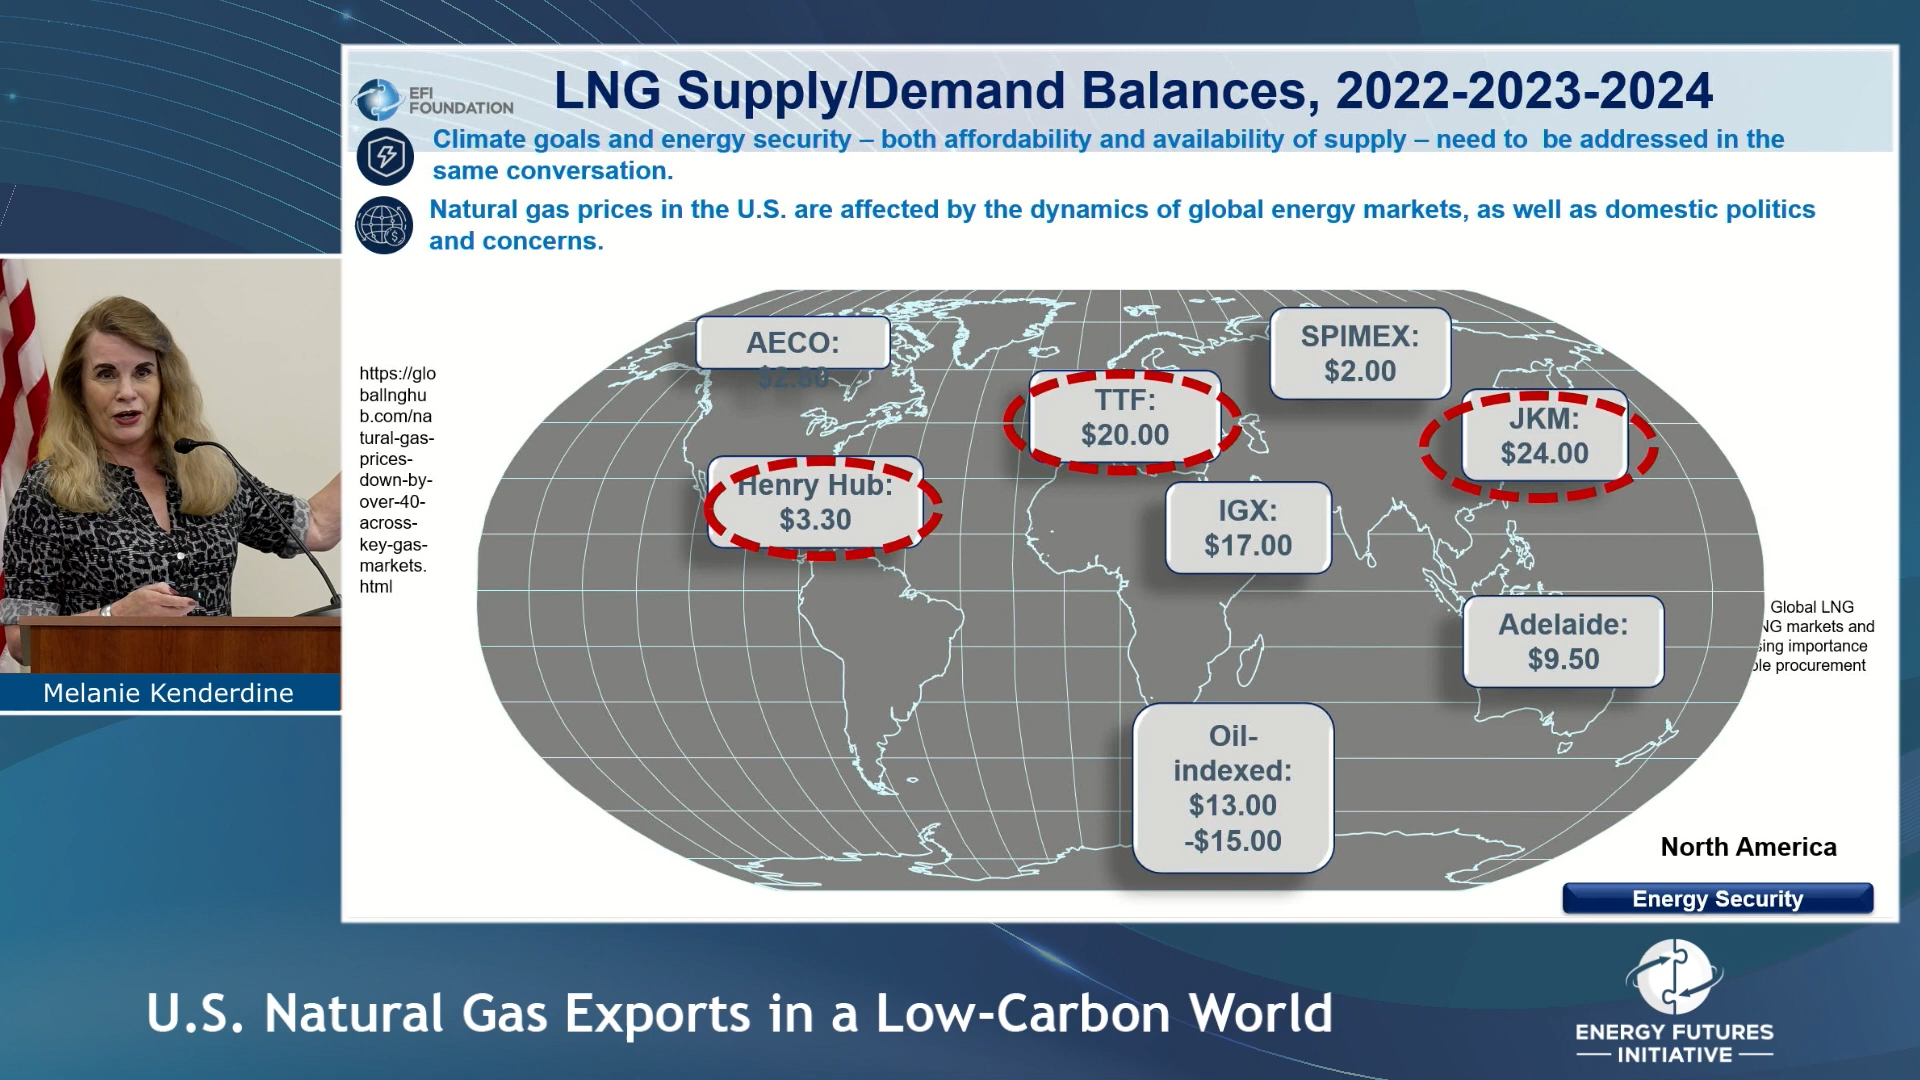 EFI
FOUNDATION
LNG Supply/Demand Balances, 2022-2023-2024
Climate goals and energy security – both affordability and availability of supply – need to be addressed in the
same conversation.
Natural gas prices in the U.S. are affected by the dynamics of global energy markets, as well as domestic politics
and concerns.
https://glo
ballnghu
b.com/na
tural-gas-
prices-
down-by-
over-40-
across-
key-gas-
markets.
html
AECO:
$2.80
SPIMEX:
$2.00
TTF:
$20.00
JKM:
$24.00
Henry Hub:
$3.30
IGX:
$17.00
Adelaide:
$9.50
Oil-
indexed:
$13.00
-$15.00
Global LNG
NG markets and
sing importance
ble procurement
North America
Energy Security
Melanie Kenderdine
U.S. Natural Gas Exports in a Low-Carbon World
ENERGY FUTURES
INITIATIVE